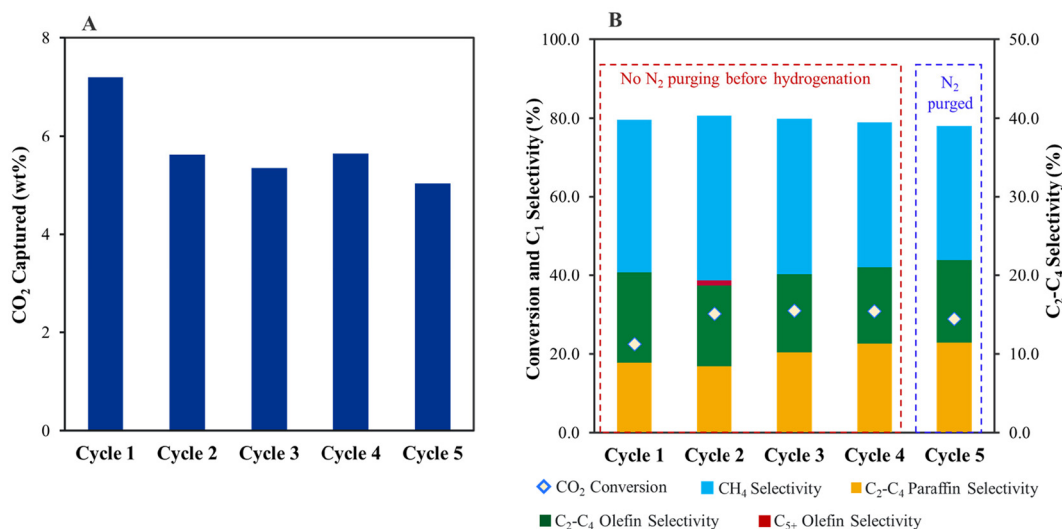 A
CO₂ Captured (wt%)
8
6
4
2
0
Cycle 1 Cycle 2 Cycle 3 Cycle 4 Cycle 5
B
Conversion and C₁ Selectivity (%)
100.0
80.0
60.0
40.0
20.0
0.0
No N₂ purging before hydrogenation
N₂
purged
50.0
40.0
30.0
20.0
10.0
0.0
C₂-C₄ Selectivity (%)
Cycle 1 Cycle 2 Cycle 3 Cycle 4 Cycle 5
CO₂ Conversion CH₄ Selectivity C₂-C₄ Paraffin Selectivity
C₂-C₄ Olefin Selectivity C₅₊ Olefin Selectivity